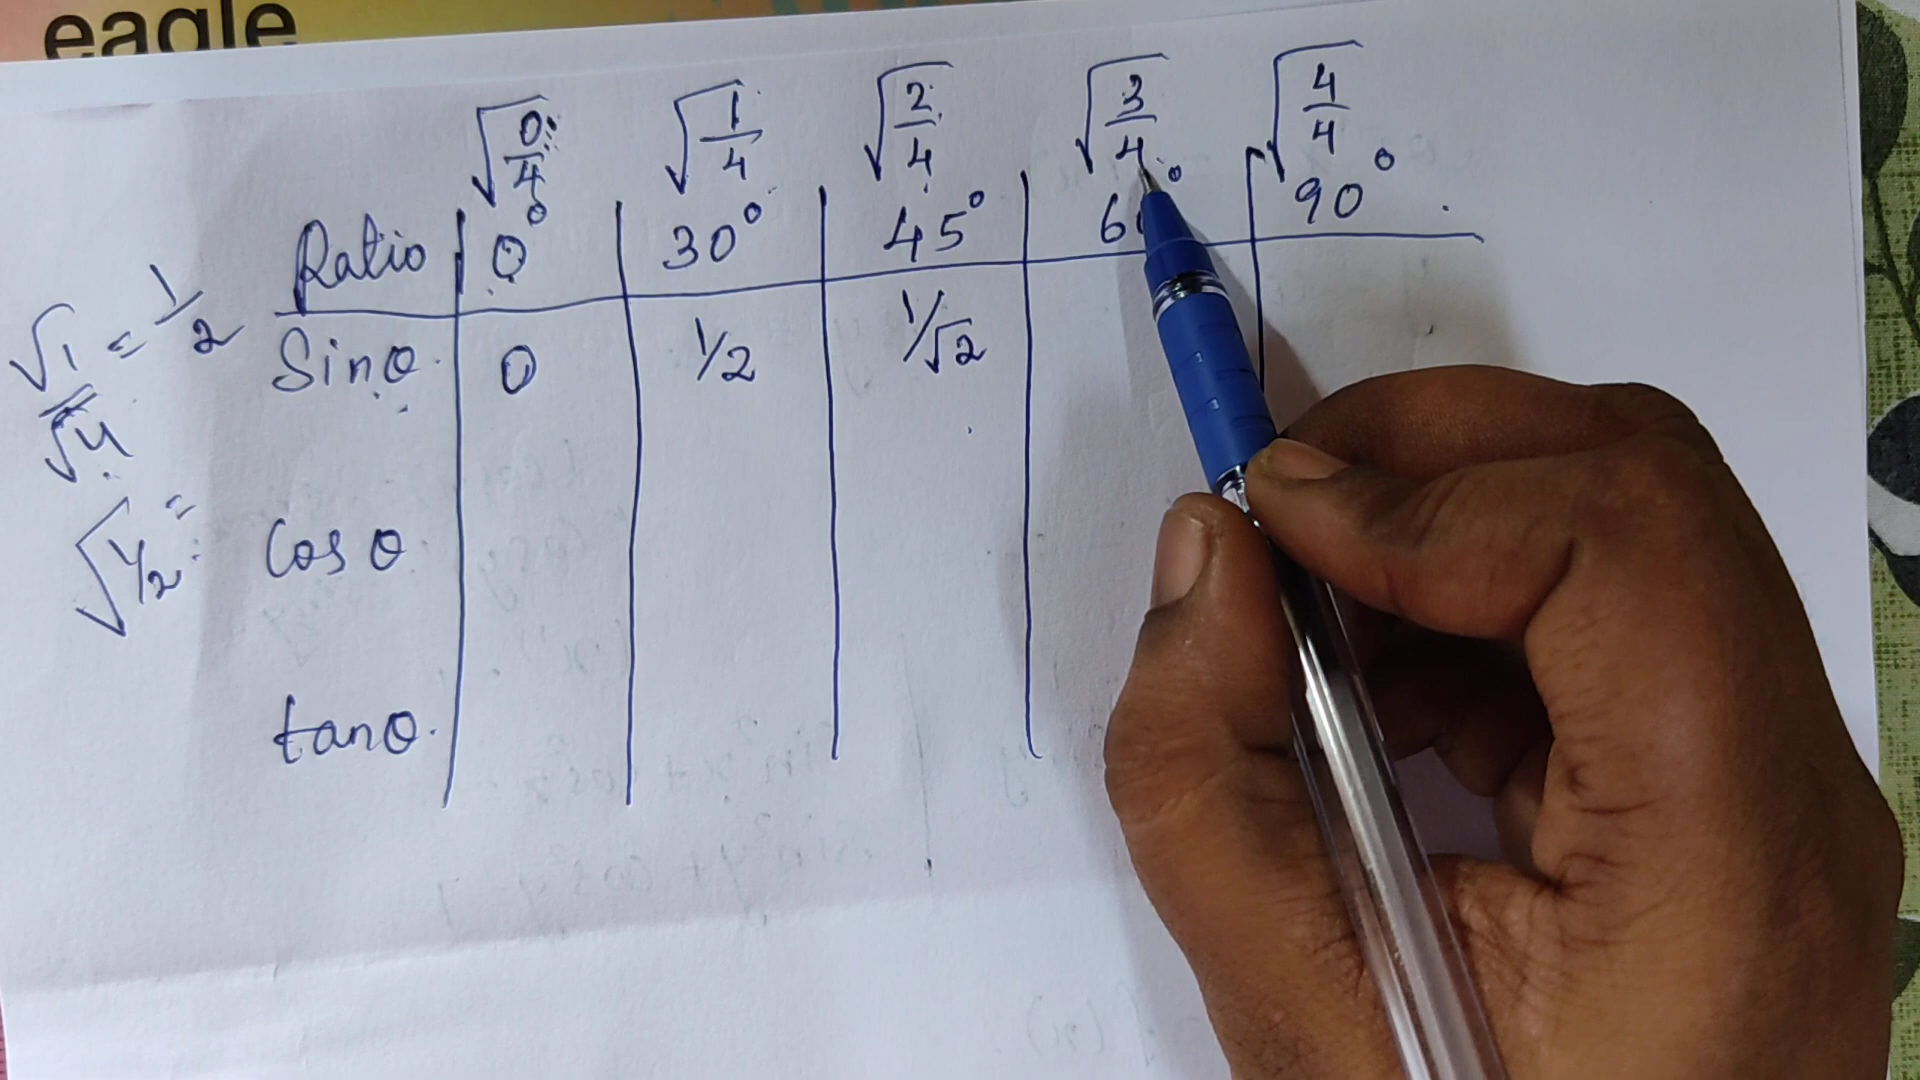 eagle
√0/4 √1/4 √2/4 √3/4 √4/4
Ratio 0° 30° 45° 6 ° 90°
Sinθ 0 1/2 1/√2
√1/√4 = 1/2
√1/2 =
Cosθ
tanθ